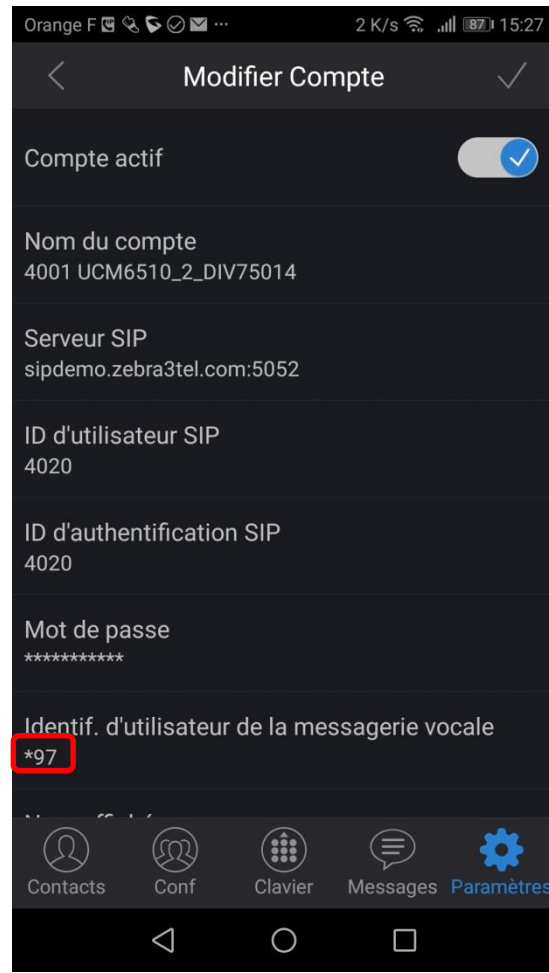 Orange F ... 2 K/s 87 15:27
Modifier Compte
Compte actif
Nom du compte
4001 UCM6510_2_DIV75014
Serveur SIP
sipdemo.zebra3tel.com:5052
ID d'utilisateur SIP
4020
ID d'authentification SIP
4020
Mot de passe
***********
Identif. d'utilisateur de la messagerie vocale
*97
Contacts Conf Clavier Messages Paramètres